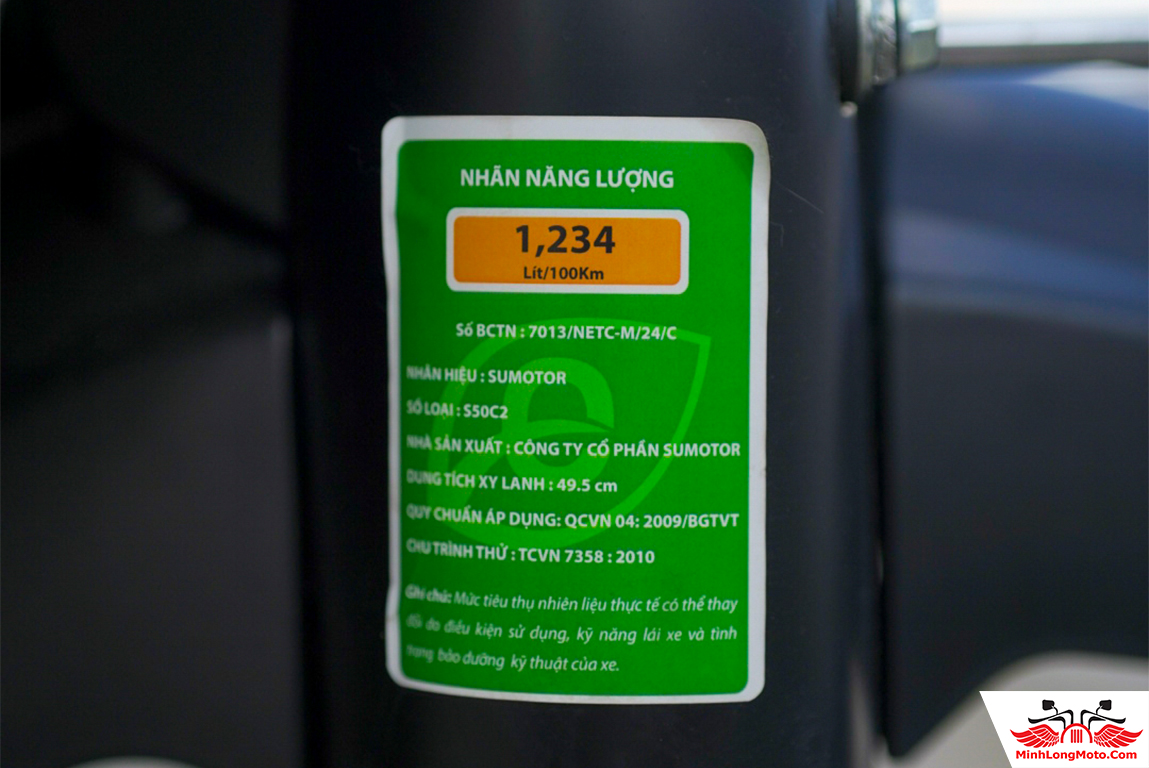 NHÃN NĂNG LƯỢNG
1,234
Lít/100Km
Số BCTN : 7013/NETC-M/24/C
NHÃN HIỆU : SUMOTOR
SỐ LOẠI : S50C2
NHÀ SẢN XUẤT : CÔNG TY CỔ PHẦN SUMOTOR
DUNG TÍCH XY LANH : 49.5 cm
QUY CHUẨN ÁP DỤNG: QCVN 04: 2009/BGTVT
CHU TRÌNH THỬ : TCVN 7358 : 2010
Ghi chú: Mức tiêu thụ nhiên liệu thực tế có thể thay
đổi do điều kiện sử dụng, kỹ năng lái xe và tình
trạng bảo dưỡng kỹ thuật của xe.
MinhLongMoto.Com